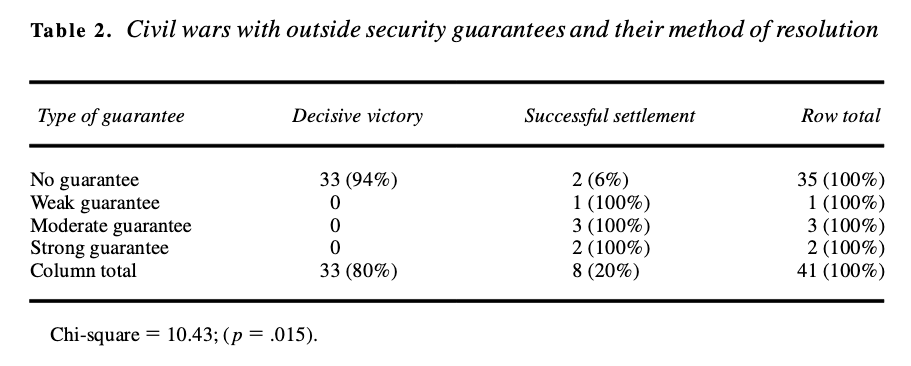 Table 2. Civil wars with outside security guarantees and their method of resolution
Type of guarantee Decisive victory Successful settlement Row total
No guarantee 33 (94%) 2 (6%) 35 (100%)
Weak guarantee 0 1 (100%) 1 (100%)
Moderate guarantee 0 3 (100%) 3 (100%)
Strong guarantee 0 2 (100%) 2 (100%)
Column total 33 (80%) 8 (20%) 41 (100%)
Chi-square = 10.43; (p = .015).